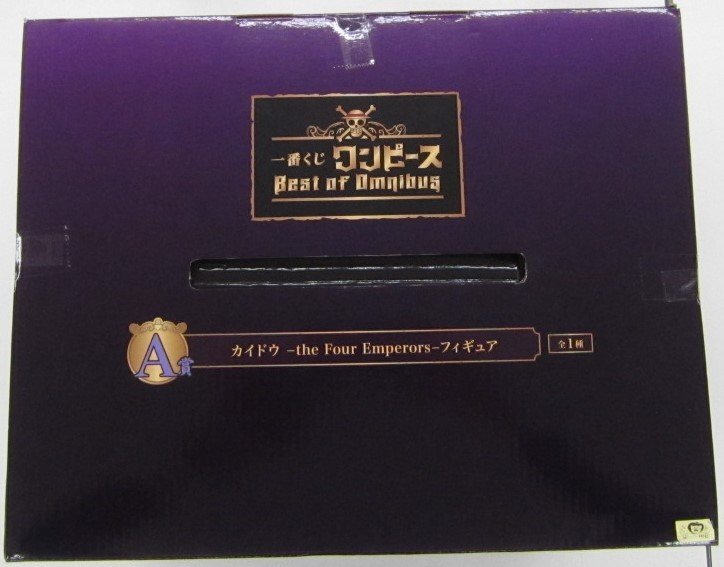 一番くじ ワンピース
Best of Omnibus
A賞
カイドウ –the Four Emperors–フィギュア
全1種